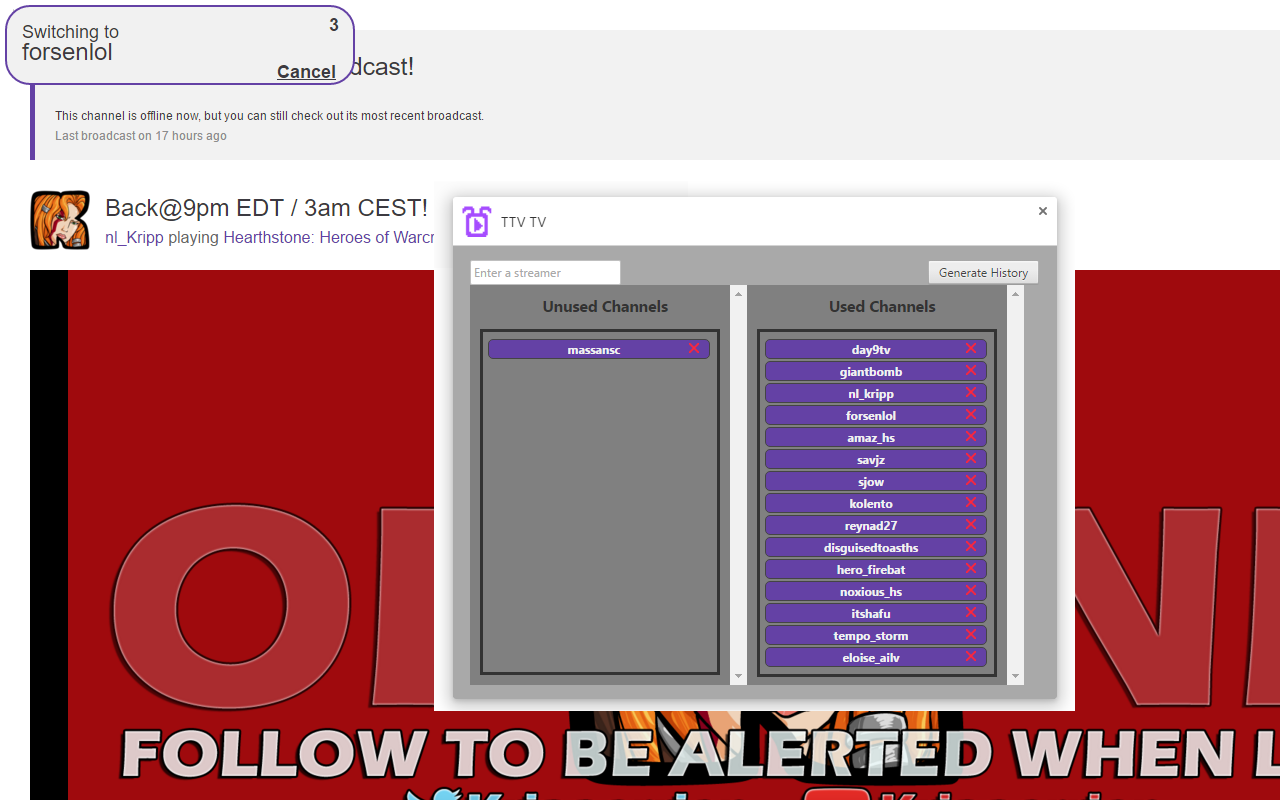 Switching to
3
forsenlol
Cancel
dcast!
This channel is offline now, but you can still check out its most recent broadcast.
Last broadcast on 17 hours ago
Back@9pm EDT / 3am CEST!
nl_Kripp playing Hearthstone: Heroes of Warcr
TTV TV
×
Enter a streamer
Generate History
Unused Channels
massansc
Used Channels
day9tv
giantbomb
nl_kripp
forsenlol
amaz_hs
savjz
sjow
kolento
reynad27
disguisedtoasths
hero_firebat
noxious_hs
itshafu
tempo_storm
eloise_ailv
FOLLOW TO BE ALERTED WHEN L